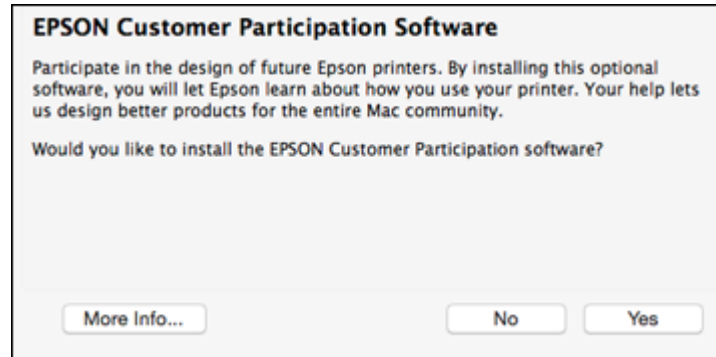 EPSON Customer Participation Software
Participate in the design of future Epson printers. By installing this optional
software, you will let Epson learn about how you use your printer. Your help lets
us design better products for the entire Mac community.
Would you like to install the EPSON Customer Participation software?
More Info... No Yes